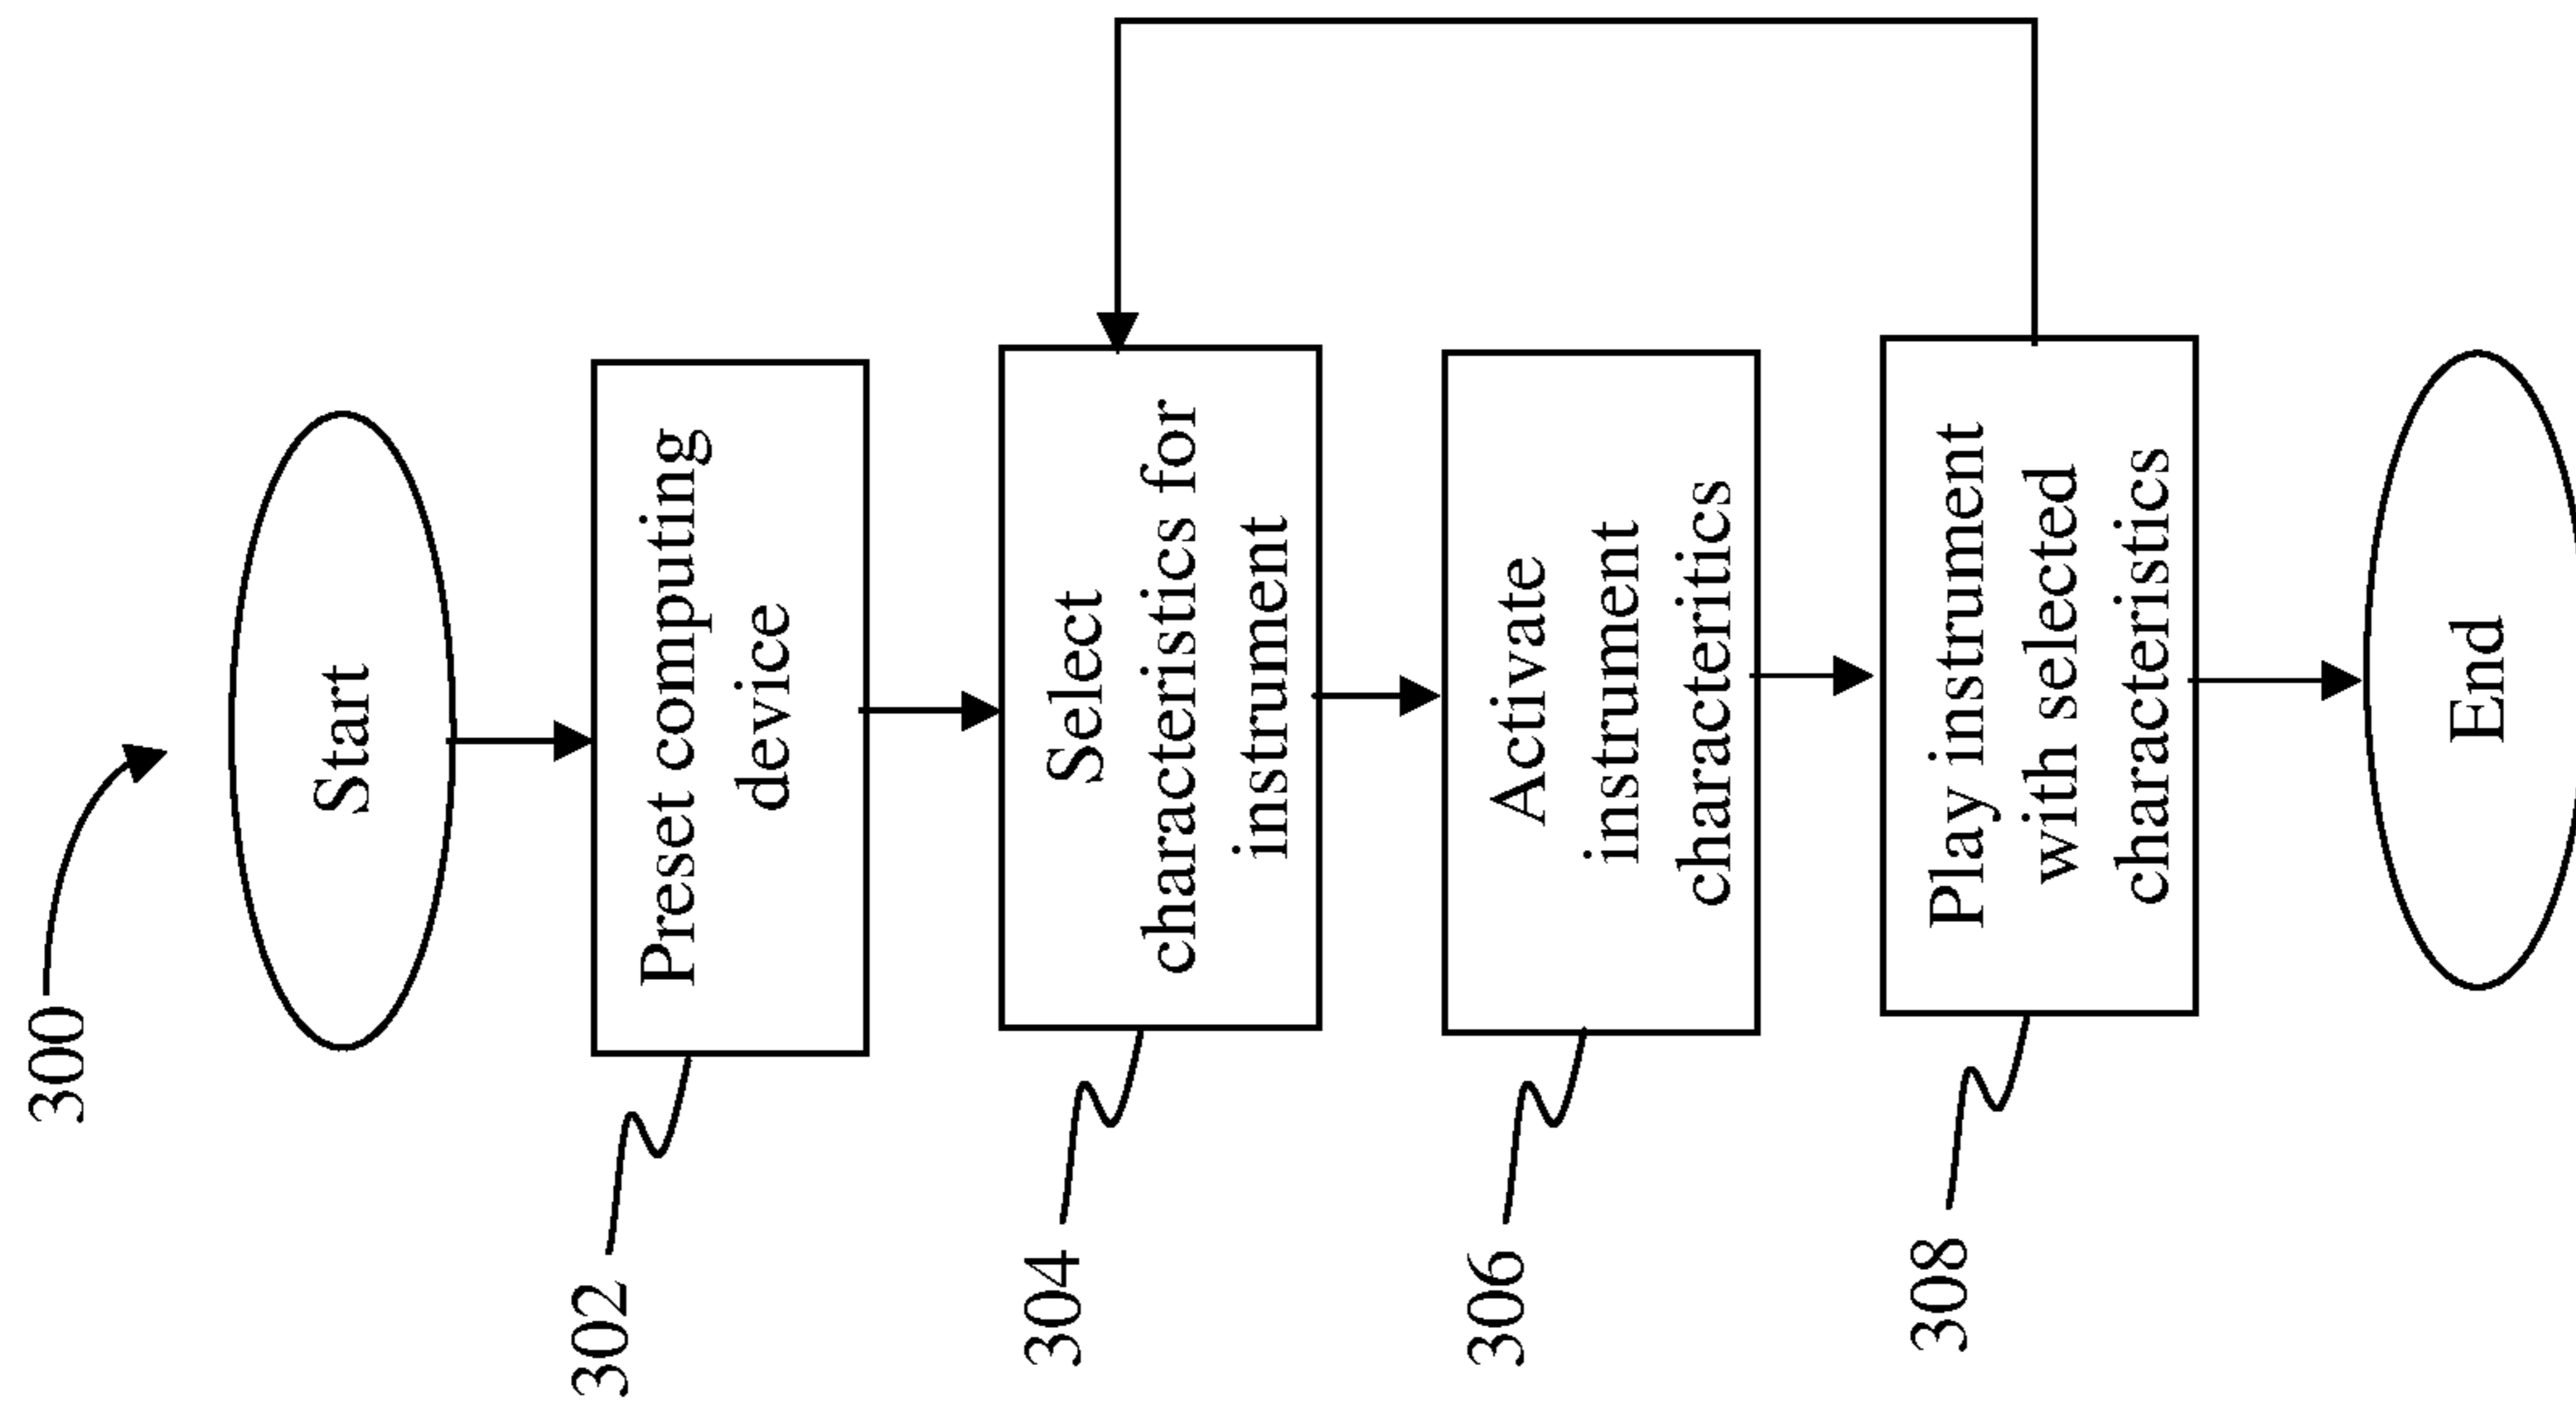 300
Start
302
Preset computing
device
304
Select
characteristics for
instrument
306
Activate
instrument
characteritics
308
Play instrument
with selected
characteristics
End